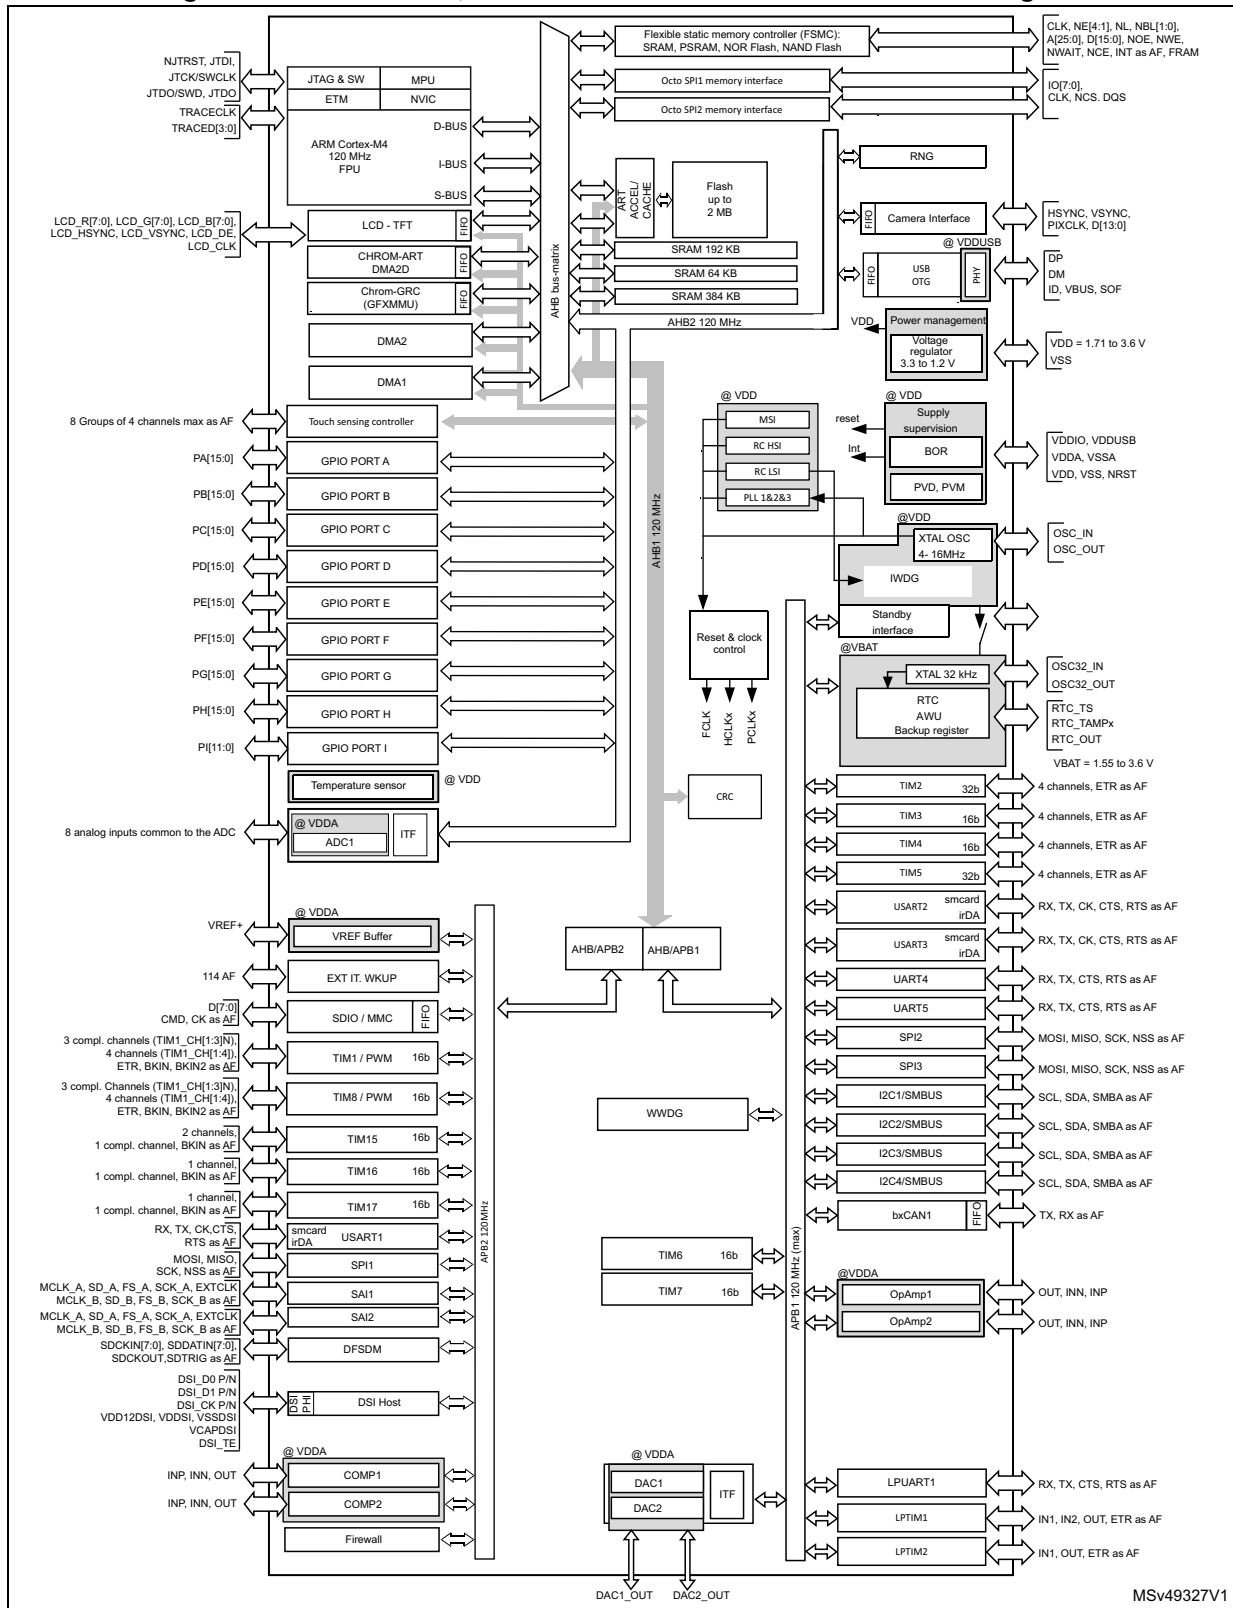 CLK, NE[4:1], NL, NBL[1:0],
A[25:0], D[15:0], NOE, NWE,
NWAIT, NCE, INT as AF, FRAM
Flexible static memory controller (FSMC):
SRAM, PSRAM, NOR Flash, NAND Flash
NJTRST, JTDI,
JTCK/SWCLK
JTDO/SWD, JTDO
JTAG & SW
MPU
Octo SPI1 memory interface
IO[7:0],
CLK, NCS. DQS
ETM
NVIC
Octo SPI2 memory interface
TRACECLK
TRACED[3:0]
D-BUS
ARM Cortex-M4
120 MHz
FPU
I-BUS
S-BUS
RNG
ART
ACCEL/
CACHE
Flash
up to
2 MB
LCD_R[7:0], LCD_G[7:0], LCD_B[7:0],
LCD_HSYNC, LCD_VSYNC, LCD_DE,
LCD_CLK
LCD - TFT
FIFO
FIFO
Camera Interface
HSYNC, VSYNC,
PIXCLK, D[13:0]
CHROM-ART
DMA2D
FIFO
SRAM 192 KB
AHB bus-matrix
@ VDDUSB
FIFO
USB
OTG
PHY
DP
DM
ID, VBUS, SOF
SRAM 64 KB
Chrom-GRC
(GFXMMU)
FIFO
SRAM 384 KB
AHB2 120 MHz
VDD
Power management
Voltage
regulator
3.3 to 1.2 V
VDD = 1.71 to 3.6 V
VSS
DMA2
DMA1
8 Groups of 4 channels max as AF
Touch sensing controller
@ VDD
MSI
RC HSI
RC LSI
PLL 1&2&3
@ VDD
reset
Int
Supply
supervision
BOR
PVD, PVM
VDDIO, VDDUSB
VDDA, VSSA
VDD, VSS, NRST
PA[15:0]
GPIO PORT A
PB[15:0]
GPIO PORT B
PC[15:0]
GPIO PORT C
AHB1 120 MHz
@VDD
XTAL OSC
4- 16MHz
OSC_IN
OSC_OUT
IWDG
PD[15:0]
GPIO PORT D
PE[15:0]
GPIO PORT E
Standby
interface
PF[15:0]
GPIO PORT F
Reset & clock
control
@VBAT
PG[15:0]
GPIO PORT G
XTAL 32 kHz
OSC32_IN
OSC32_OUT
FCLK
HCLKx
PCLKx
RTC
AWU
Backup register
RTC_TS
RTC_TAMPx
RTC_OUT
VBAT = 1.55 to 3.6 V
PH[15:0]
GPIO PORT H
PI[11:0]
GPIO PORT I
Temperature sensor
@ VDD
CRC
TIM2
32b
4 channels, ETR as AF
TIM3
16b
4 channels, ETR as AF
8 analog inputs common to the ADC
@ VDDA
ADC1
ITF
TIM4
16b
4 channels, ETR as AF
TIM5
32b
4 channels, ETR as AF
USART2
smcard
irDA
RX, TX, CK, CTS, RTS as AF
VREF+
@ VDDA
VREF Buffer
AHB/APB2
AHB/APB1
USART3
smcard
irDA
RX, TX, CK, CTS, RTS as AF
114 AF
EXT IT. WKUP
UART4
RX, TX, CTS, RTS as AF
D[7:0]
CMD, CK as AF
SDIO / MMC
FIFO
UART5
RX, TX, CTS, RTS as AF
3 compl. channels (TIM1_CH[1:3]N),
4 channels (TIM1_CH[1:4]),
ETR, BKIN, BKIN2 as AF
TIM1 / PWM
16b
SPI2
MOSI, MISO, SCK, NSS as AF
SPI3
MOSI, MISO, SCK, NSS as AF
3 compl. Channels (TIM1_CH[1:3]N),
4 channels (TIM1_CH[1:4]),
ETR, BKIN, BKIN2 as AF
TIM8 / PWM
16b
I2C1/SMBUS
SCL, SDA, SMBA as AF
WWDG
I2C2/SMBUS
SCL, SDA, SMBA as AF
2 channels,
1 compl. channel, BKIN as AF
TIM15
16b
I2C3/SMBUS
SCL, SDA, SMBA as AF
1 channel,
1 compl. channel, BKIN as AF
TIM16
16b
I2C4/SMBUS
SCL, SDA, SMBA as AF
1 channel,
1 compl. channel, BKIN as AF
TIM17
16b
bxCAN1
FIFO
TX, RX as AF
RX, TX, CK,CTS,
RTS as AF
smcard
irDA
USART1
APB2 120MHz
TIM6
16b
APB1 120 MHz (max)
MOSI, MISO,
SCK, NSS as AF
SPI1
TIM7
16b
@VDDA
OpAmp1
OUT, INN, INP
OpAmp2
OUT, INN, INP
MCLK_A, SD_A, FS_A, SCK_A, EXTCLK
MCLK_B, SD_B, FS_B, SCK_B as AF
SAI1
MCLK_A, SD_A, FS_A, SCK_A, EXTCLK
MCLK_B, SD_B, FS_B, SCK_B as AF
SAI2
SDCKIN[7:0], SDDATIN[7:0],
SDCKOUT,SDTRIG as AF
DFSDM
DSI_D0 P/N
DSI_D1 P/N
DSI_CK P/N
VDD12DSI, VDDSI, VSSDSI
VCAPDSI
DSI_TE
DSI
PHI
DSI Host
@ VDDA
INP, INN, OUT
COMP1
INP, INN, OUT
COMP2
Firewall
@ VDDA
DAC1
DAC2
ITF
DAC1_OUT
DAC2_OUT
LPUART1
RX, TX, CTS, RTS as AF
LPTIM1
IN1, IN2, OUT, ETR as AF
LPTIM2
IN1, OUT, ETR as AF
MSv49327V1